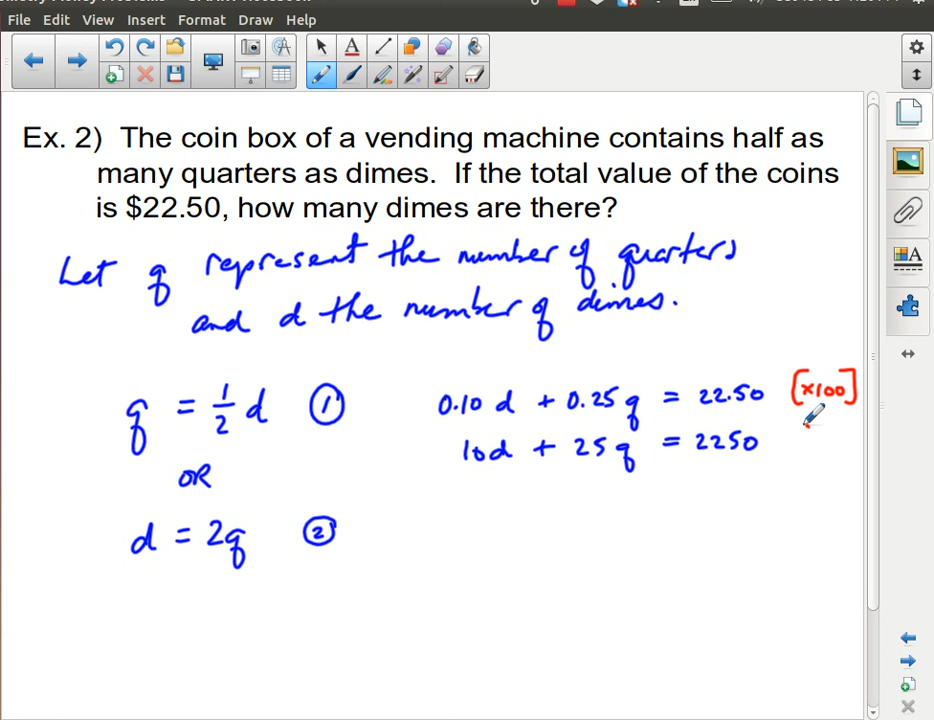 File Edit View Insert Format Draw Help
Ex. 2) The coin box of a vending machine contains half as
many quarters as dimes. If the total value of the coins
is $22.50, how many dimes are there?
Let q represent the number of quarters
and d the number of dimes.
q = 1/2 d ①
0.10 d + 0.25 q = 22.50 [×100]
OR
10d + 25 q = 2250
d = 2q ②